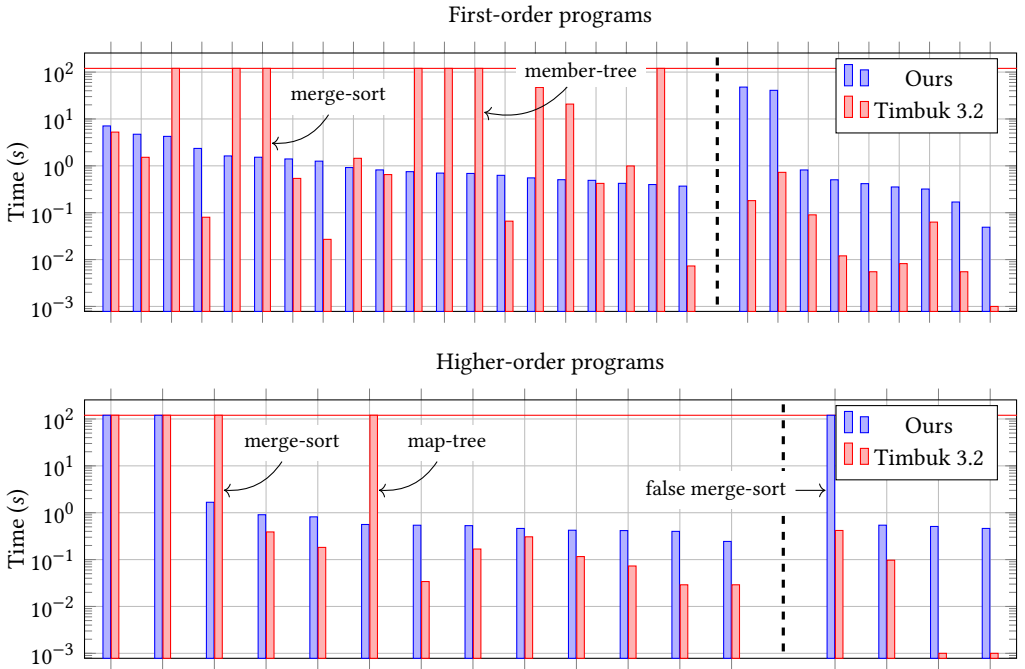 First-order programs
Time (s)
10²
10¹
10⁰
10⁻¹
10⁻²
10⁻³
merge-sort
member-tree
Ours
Timbuk 3.2
Higher-order programs
Time (s)
10²
10¹
10⁰
10⁻¹
10⁻²
10⁻³
merge-sort
map-tree
false merge-sort
Ours
Timbuk 3.2